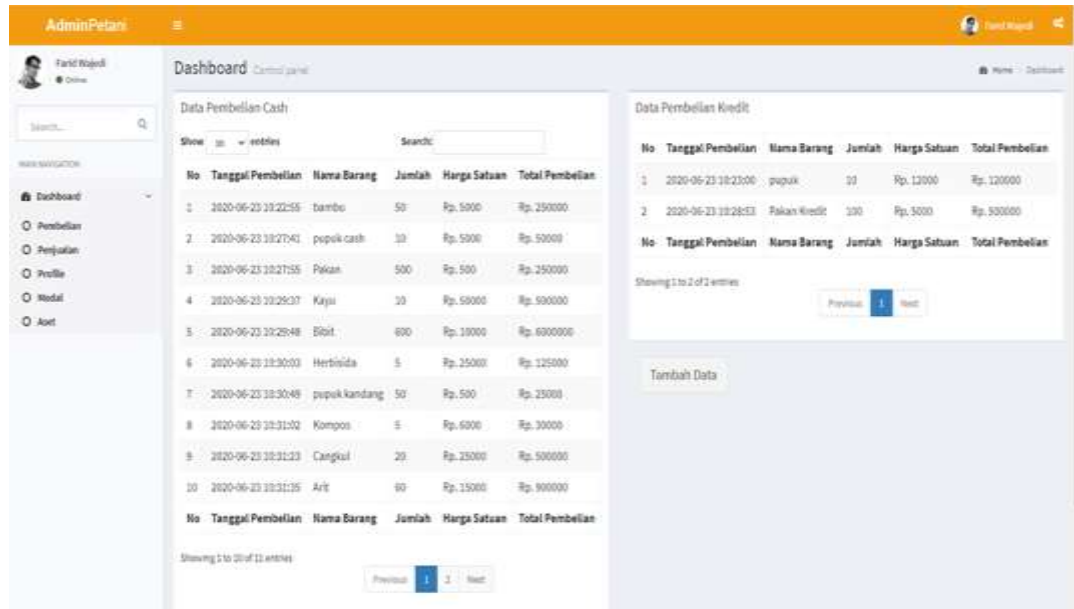 AdminPetani
Farid Wajedi
Farid Wajedi
Online
Search...
MAIN NAVIGATION
Dashboard
Pembelian
Penjualan
Profile
Modal
Aset
Dashboard Control panel
Home Dashboard
Data Pembelian Cash
Show 10 entries Search:
No Tanggal Pembelian Nama Barang Jumlah Harga Satuan Total Pembelian
1 2020-06-23 10:22:55 bambu 50 Rp. 5000 Rp. 250000
2 2020-06-23 10:27:41 pupuk cash 10 Rp. 5000 Rp. 50000
3 2020-06-23 10:27:55 Pakan 500 Rp. 500 Rp. 250000
4 2020-06-23 10:29:37 Kayu 10 Rp. 50000 Rp. 500000
5 2020-06-23 10:29:48 Bibit 600 Rp. 10000 Rp. 6000000
6 2020-06-23 10:30:03 Herbisida 5 Rp. 25000 Rp. 125000
7 2020-06-23 10:30:49 pupuk kandang 50 Rp. 500 Rp. 25000
8 2020-06-23 10:31:02 Kompos 5 Rp. 6000 Rp. 30000
9 2020-06-23 10:31:23 Cangkul 20 Rp. 25000 Rp. 500000
10 2020-06-23 10:31:35 Arit 60 Rp. 15000 Rp. 900000
No Tanggal Pembelian Nama Barang Jumlah Harga Satuan Total Pembelian
Showing 1 to 10 of 11 entries
Previous 1 2 Next
Data Pembelian Kredit
No Tanggal Pembelian Nama Barang Jumlah Harga Satuan Total Pembelian
1 2020-06-23 10:23:00 pupuk 10 Rp. 12000 Rp. 120000
2 2020-06-23 10:28:53 Pakan Kredit 100 Rp. 5000 Rp. 500000
No Tanggal Pembelian Nama Barang Jumlah Harga Satuan Total Pembelian
Showing 1 to 2 of 2 entries
Previous 1 Next
Tambah Data